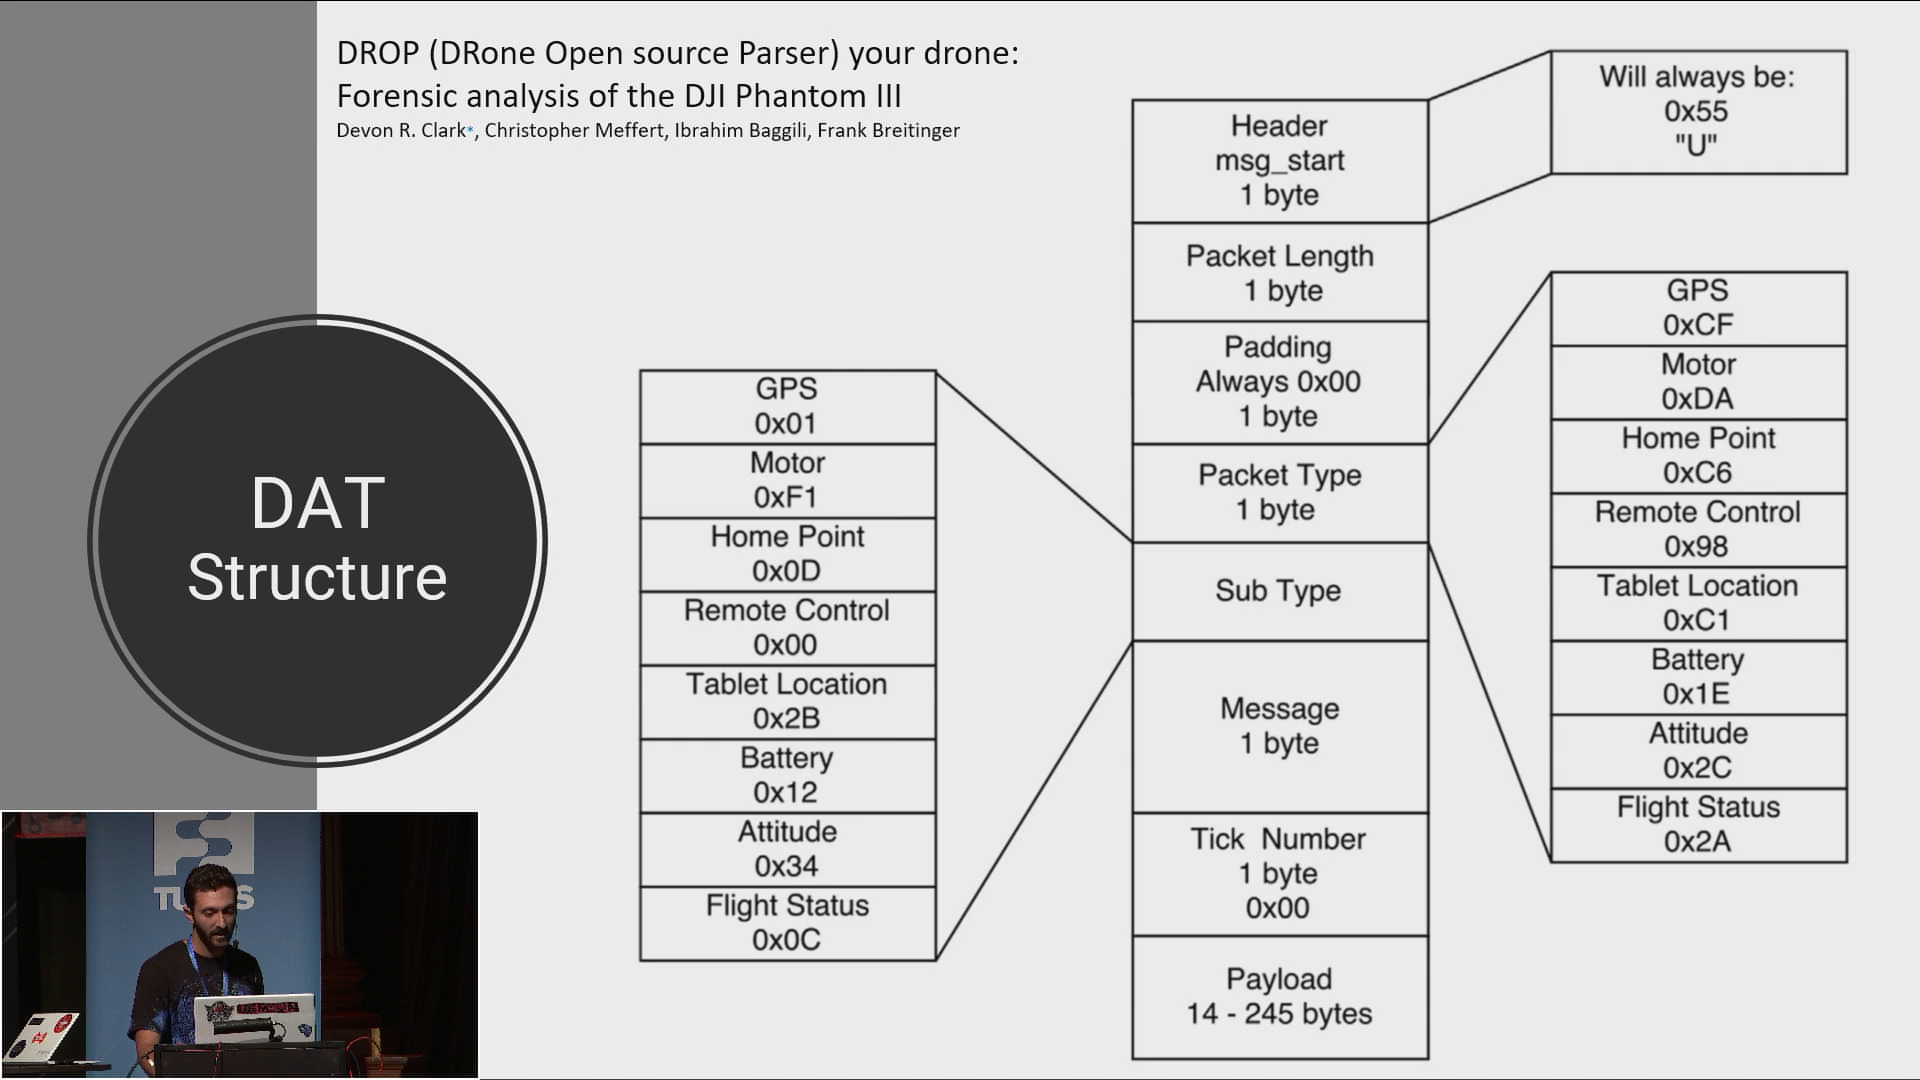 DROP (DRone Open source Parser) your drone:
Forensic analysis of the DJI Phantom III
Devon R. Clark*, Christopher Meffert, Ibrahim Baggili, Frank Breitinger
DAT
Structure
GPS
0x01
Motor
0xF1
Home Point
0x0D
Remote Control
0x00
Tablet Location
0x2B
Battery
0x12
Attitude
0x34
Flight Status
0x0C
Header
msg_start
1 byte
Packet Length
1 byte
Padding
Always 0x00
1 byte
Packet Type
1 byte
Sub Type
Message
1 byte
Tick Number
1 byte
0x00
Payload
14 - 245 bytes
Will always be:
0x55
"U"
GPS
0xCF
Motor
0xDA
Home Point
0xC6
Remote Control
0x98
Tablet Location
0xC1
Battery
0x1E
Attitude
0x2C
Flight Status
0x2A